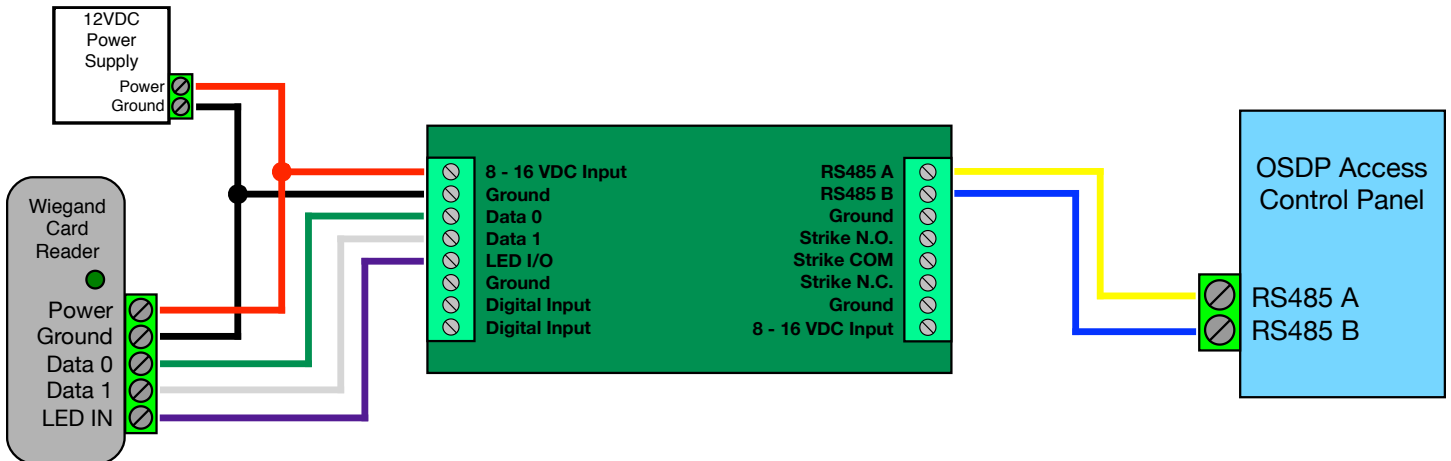 12VDC
Power
Supply
Power
Ground
Wiegand
Card
Reader
Power
Ground
Data 0
Data 1
LED IN
8 - 16 VDC Input
Ground
Data 0
Data 1
LED I/O
Ground
Digital Input
Digital Input
RS485 A
RS485 B
Ground
Strike N.O.
Strike COM
Strike N.C.
Ground
8 - 16 VDC Input
OSDP Access
Control Panel
RS485 A
RS485 B